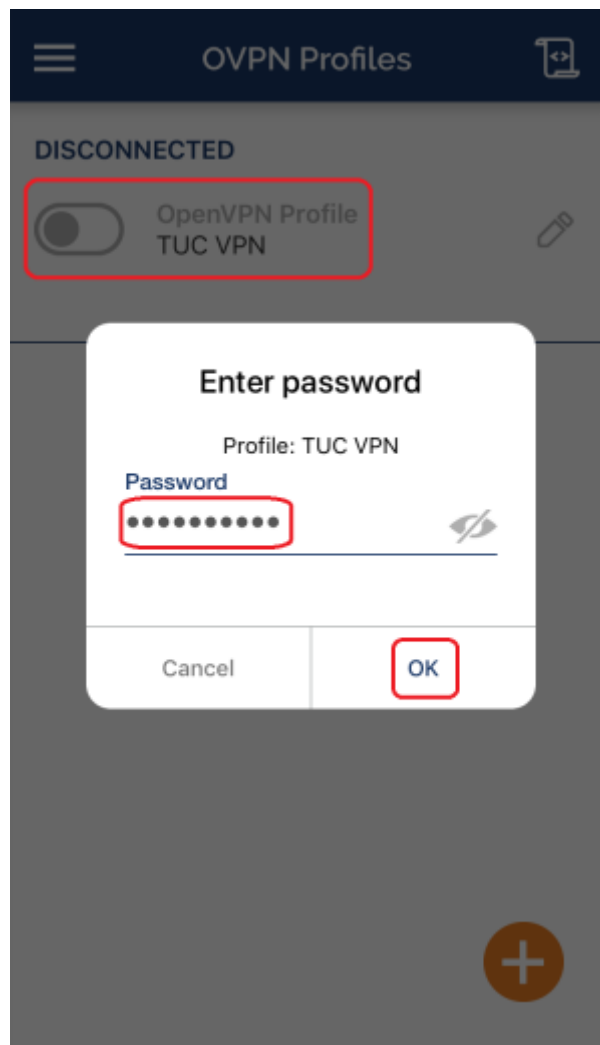 OVPN Profiles
DISCONNECTED
OpenVPN Profile
TUC VPN
Enter password
Profile: TUC VPN
Password
••••••••••
Cancel
OK